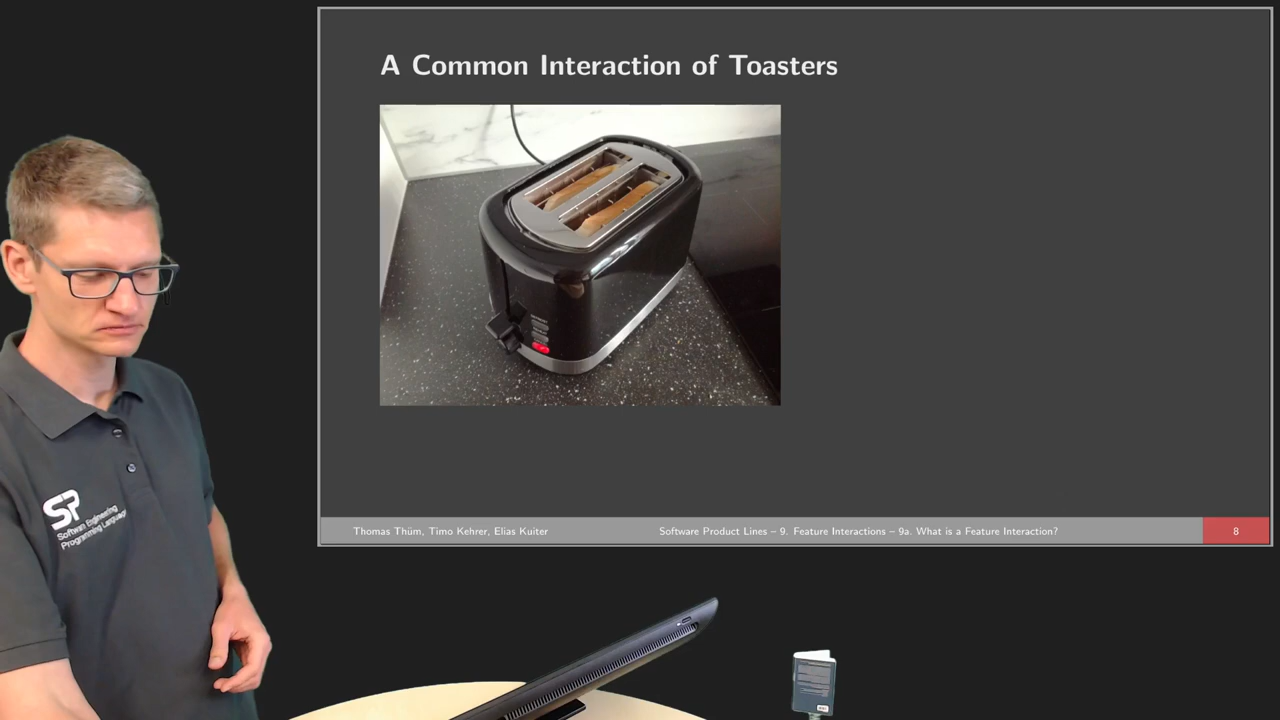 A Common Interaction of Toasters
SP
Software Engineering
Programming Languages
Thomas Thüm, Timo Kehrer, Elias Kuiter
Software Product Lines – 9. Feature Interactions – 9a. What is a Feature Interaction?
8